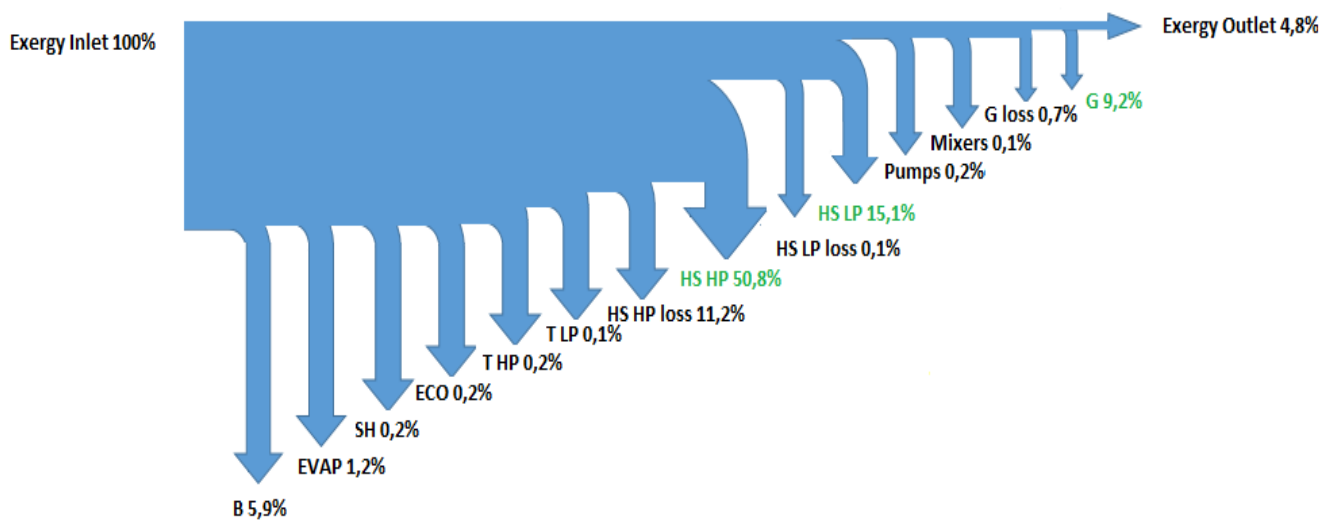 Exergy Inlet 100%
Exergy Outlet 4,8%
G 9,2%
G loss 0,7%
Mixers 0,1%
Pumps 0,2%
HS LP 15,1%
HS LP loss 0,1%
HS HP 50,8%
HS HP loss 11,2%
T LP 0,1%
T HP 0,2%
ECO 0,2%
SH 0,2%
EVAP 1,2%
B 5,9%